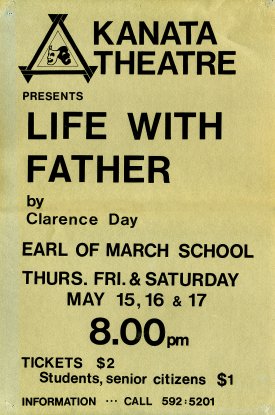 KANATA
THEATRE
PRESENTS
LIFE WITH
FATHER
by
Clarence Day
EARL OF MARCH SCHOOL
THURS. FRI. & SATURDAY
MAY 15, 16 & 17
8.00pm
TICKETS $2
Students, senior citizens $1
INFORMATION ··· CALL 592:5201